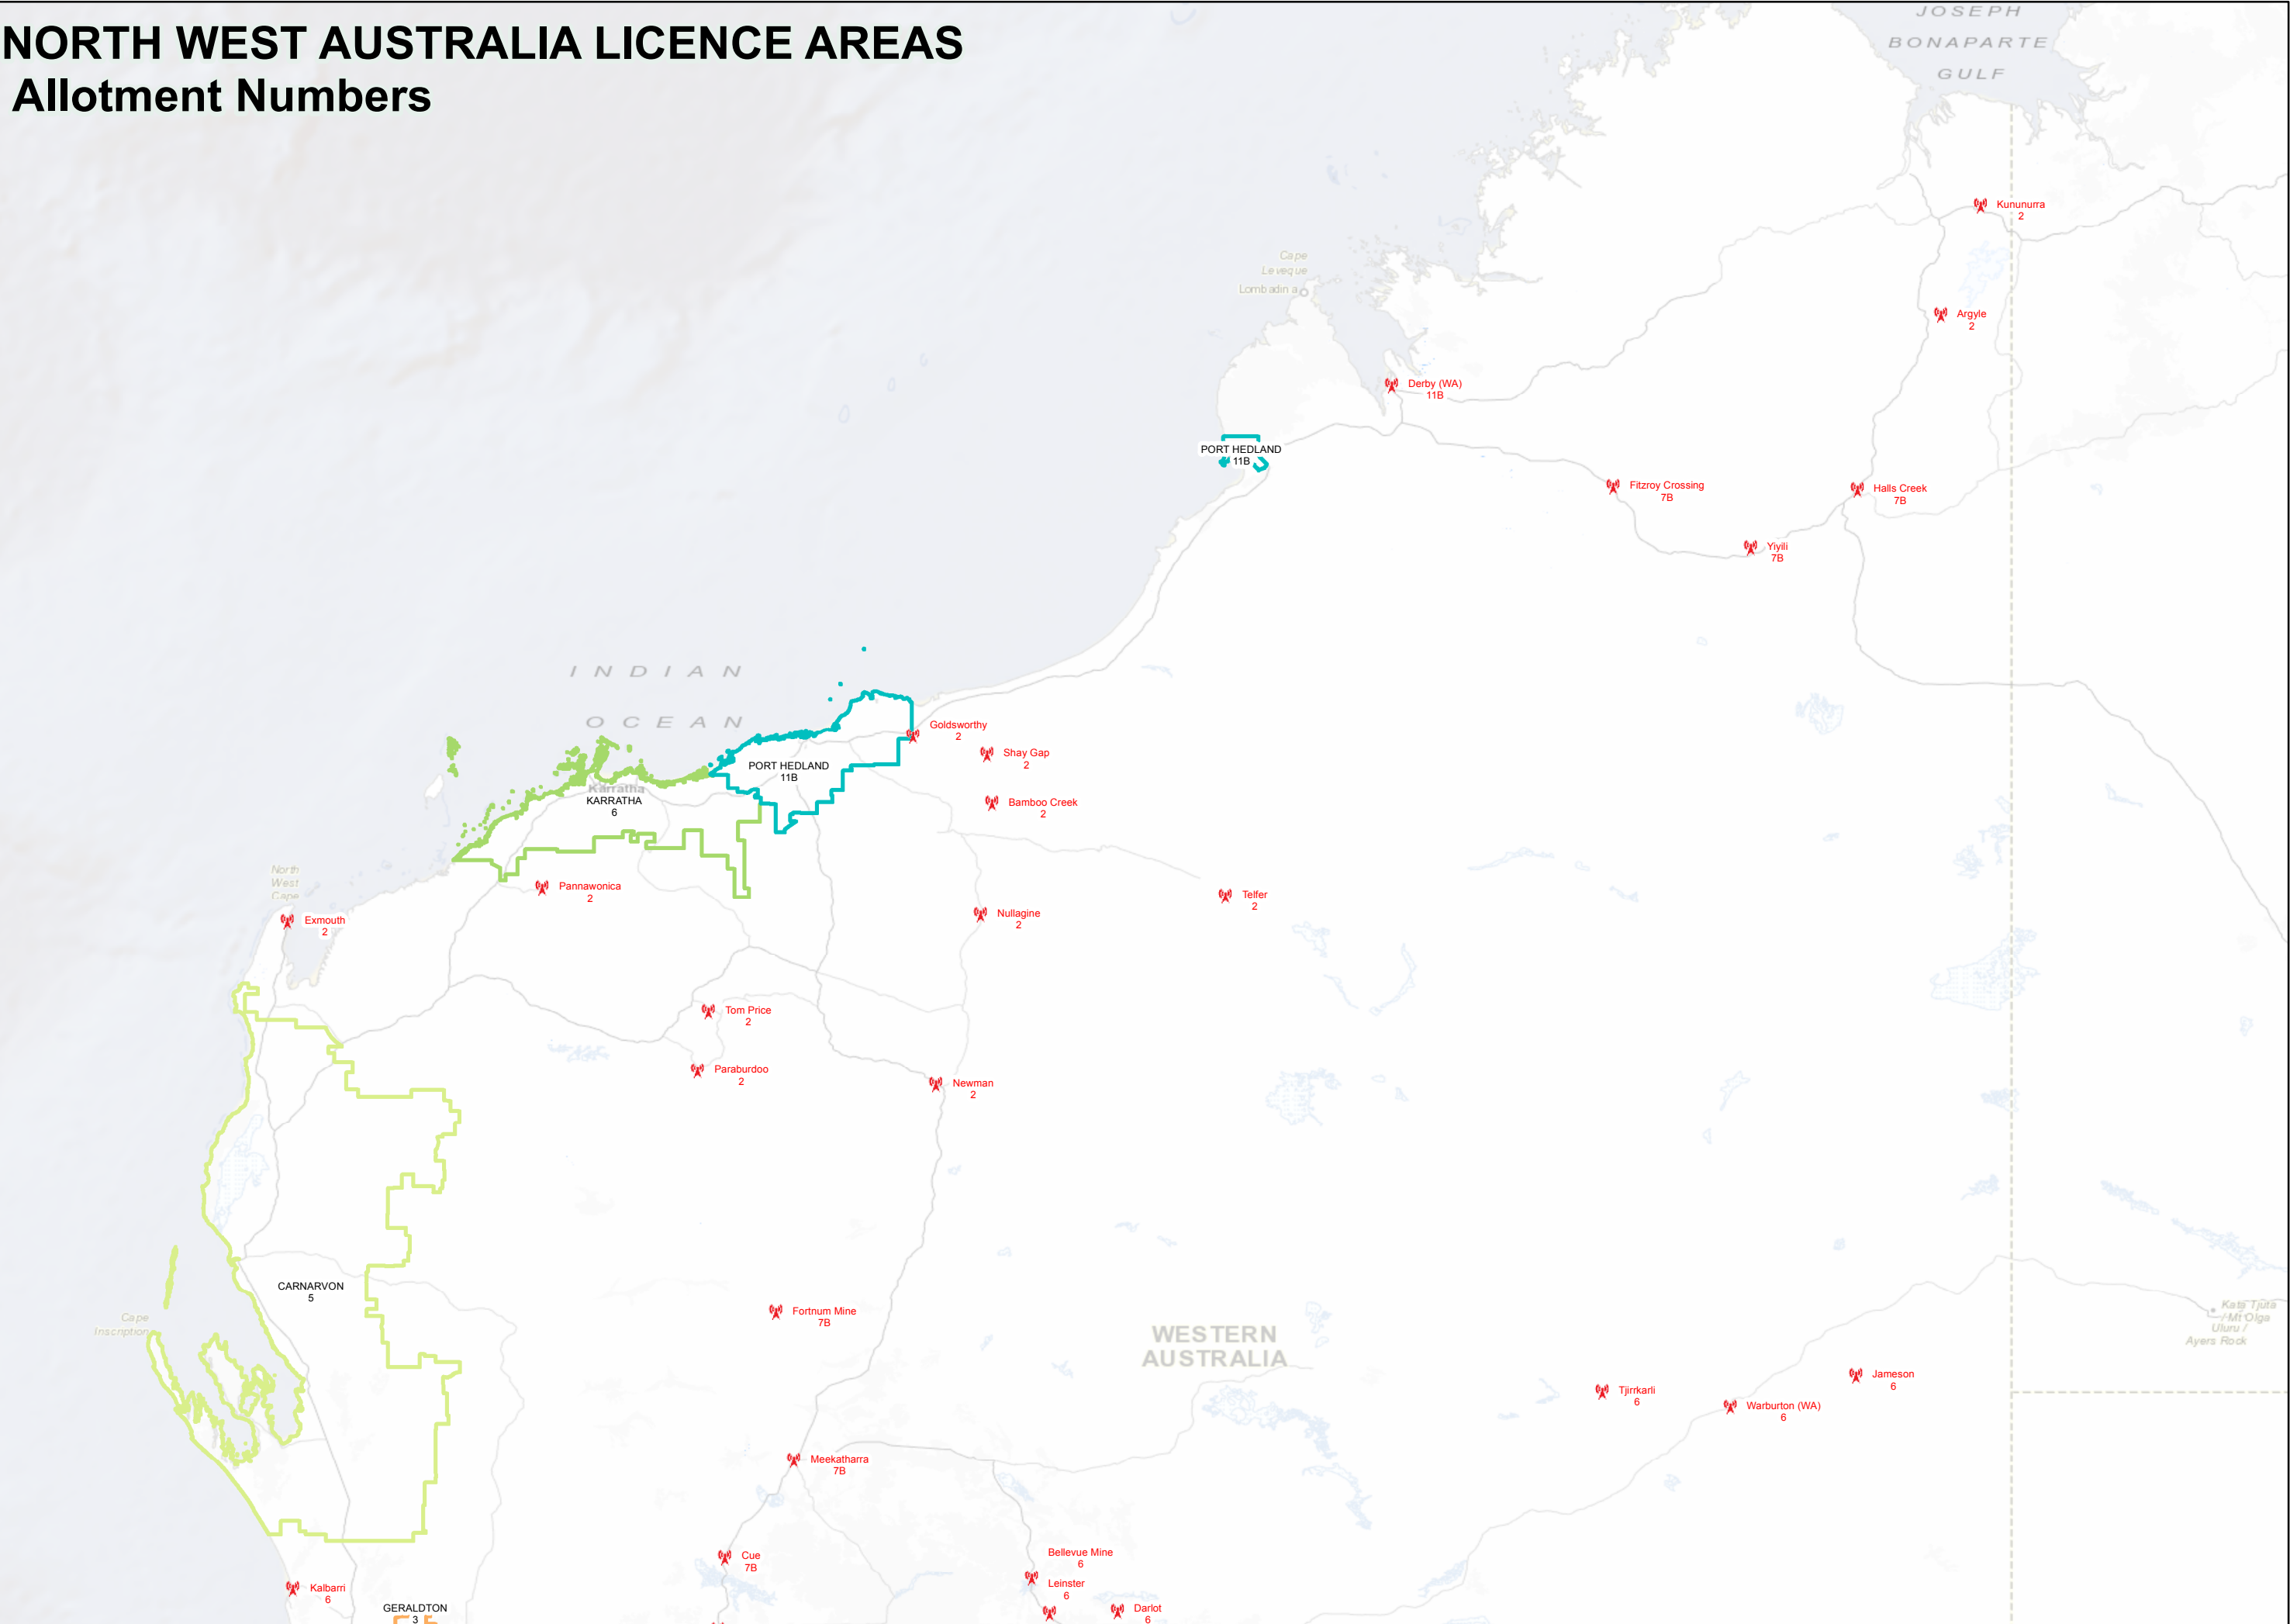 NORTH WEST AUSTRALIA LICENCE AREAS
Allotment Numbers
JOSEPH
BONAPARTE
GULF
Kununurra
2
Cape
Leveque
Lombadina
Argyle
2
Derby (WA)
11B
PORT HEDLAND
11B
Fitzroy Crossing
7B
Halls Creek
7B
Yiyili
7B
INDIAN
OCEAN
Goldsworthy
2
Shay Gap
2
PORT HEDLAND
11B
Karratha
KARRATHA
6
Bamboo Creek
2
North
West
Cape
Pannawonica
2
Telfer
2
Exmouth
2
Nullagine
2
Tom Price
2
Paraburdoo
2
Newman
2
CARNARVON
5
Cape
Inscription
Fortnum Mine
7B
WESTERN
AUSTRALIA
Kata Tjuta
/ Mt Olga
Uluru /
Ayers Rock
Jameson
6
Tjirrkarli
6
Warburton (WA)
6
Meekatharra
7B
Cue
7B
Bellevue Mine
6
Leinster
6
Kalbarri
6
GERALDTON
3
Darlot
6